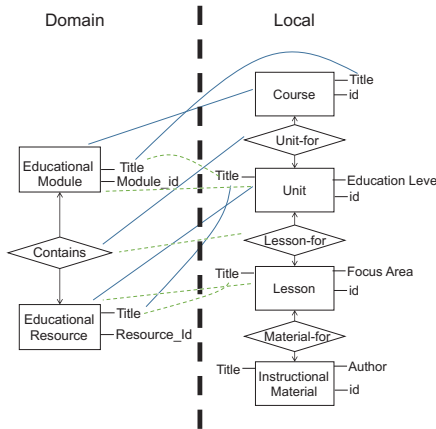 Domain
Local
Title
Course
id
Unit-for
Educational
Module
Title
Module_id
Title
Unit
Education Level
id
Contains
Lesson-for
Title
Lesson
Focus Area
id
Educational
Resource
Title
Resource_Id
Material-for
Title
Instructional
Material
Author
id